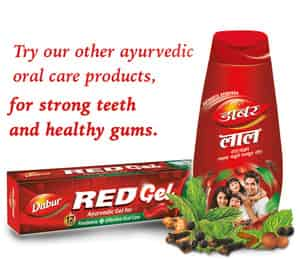 Try our other ayurvedic
oral care products,
for strong teeth
and healthy gums.
डाबर
लाल
Dabur
RED Gel
Ayurvedic Gel for